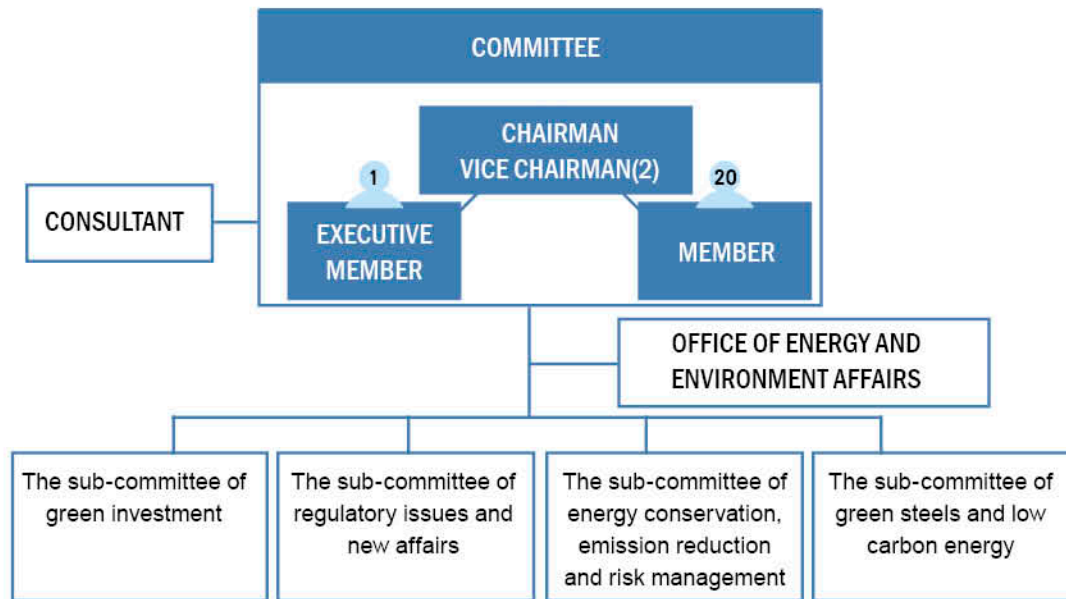 COMMITTEE
CHAIRMAN
VICE CHAIRMAN(2)
1
20
CONSULTANT
EXECUTIVE
MEMBER
MEMBER
OFFICE OF ENERGY AND
ENVIRONMENT AFFAIRS
The sub-committee of
green investment
The sub-committee of
regulatory issues and
new affairs
The sub-committee of
energy conservation,
emission reduction
and risk management
The sub-committee of
green steels and low
carbon energy